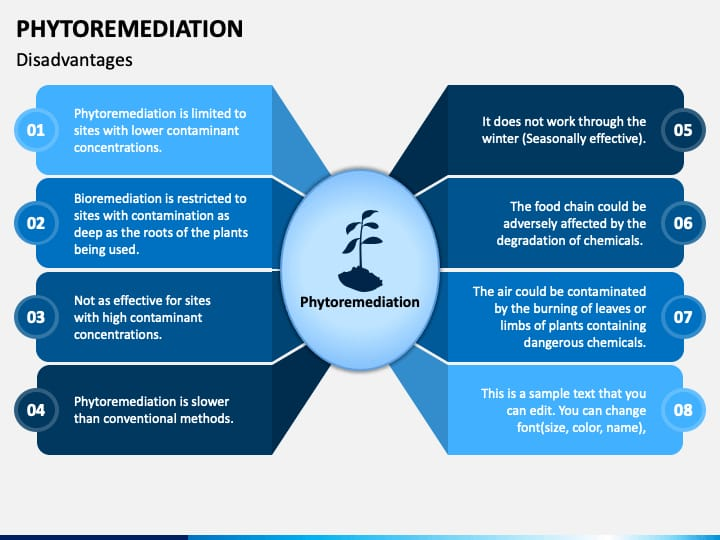 PHYTOREMEDIATION
Disadvantages
01
Phytoremediation is limited to
sites with lower contaminant
concentrations.
02
Bioremediation is restricted to
sites with contamination as
deep as the roots of the plants
being used.
03
Not as effective for sites
with high contaminant
concentrations.
04
Phytoremediation is slower
than conventional methods.
Phytoremediation
It does not work through the
winter (Seasonally effective).
05
The food chain could be
adversely affected by the
degradation of chemicals.
06
The air could be contaminated
by the burning of leaves or
limbs of plants containing
dangerous chemicals.
07
This is a sample text that you
can edit. You can change
font(size, color, name),
08